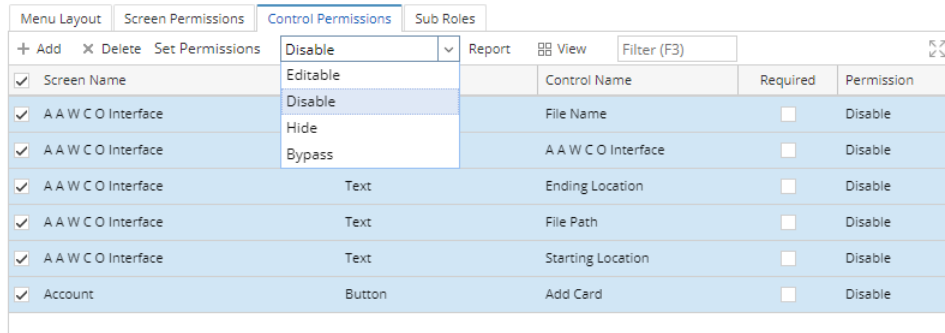 Menu Layout Screen Permissions Control Permissions Sub Roles
+ Add × Delete Set Permissions Disable Report View Filter (F3)
Screen Name Control Name Required Permission
Editable
Disable
Hide
Bypass
A A W C O Interface File Name Disable
A A W C O Interface A A W C O Interface Disable
A A W C O Interface Text Ending Location Disable
A A W C O Interface Text File Path Disable
A A W C O Interface Text Starting Location Disable
Account Button Add Card Disable